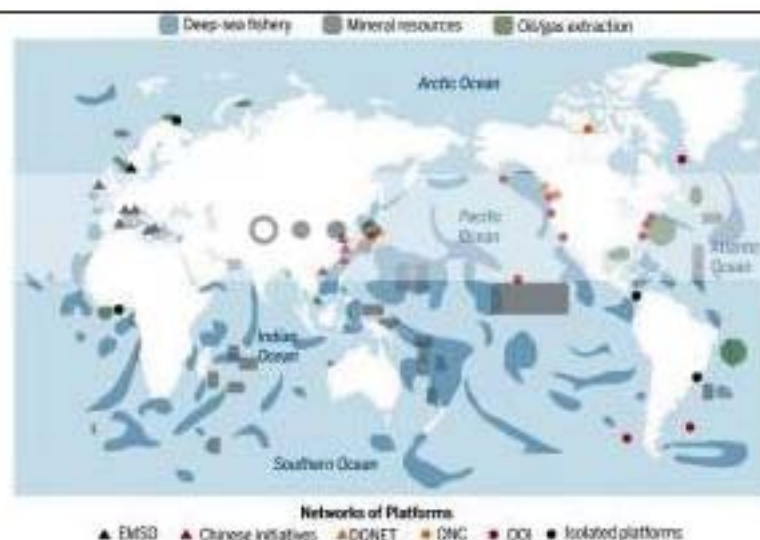 Deep-sea fishery Mineral resources Oil/gas extraction
Arctic Ocean
Pacific
Ocean
Atlantic
Ocean
Indian
Ocean
Southern Ocean
Networks of Platforms
EMSO Chinese initiatives DONET ONC OOI Isolated platforms